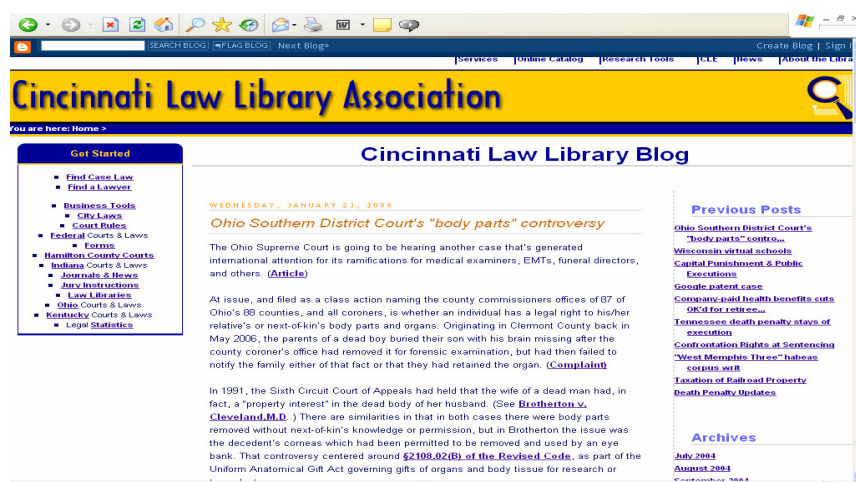 SEARCH BLOG FLAG BLOG Next Blog» Create Blog | Sign
Services Online Catalog Research Tools CLE News About the Libra
Cincinnati Law Library Association
You are here: Home >
Get Started
Find Case Law
Find a Lawyer
Business Tools
City Laws
Court Rules
Federal Courts & Laws
Forms
Hamilton County Courts
Indiana Courts & Laws
Journals & News
Jury Instructions
Law Libraries
Ohio Courts & Laws
Kentucky Courts & Laws
Legal Statistics
Cincinnati Law Library Blog
WEDNESDAY, JANUARY 23, 2008
Ohio Southern District Court's "body parts" controversy
The Ohio Supreme Court is going to be hearing another case that's generated
international attention for its ramifications for medical examiners, EMTs, funeral directors,
and others. (Article)
At issue, and filed as a class action naming the county commissioners offices of 87 of
Ohio's 88 counties, and all coroners, is whether an individual has a legal right to his/her
relative's or next-of-kin's body parts and organs. Originating in Clermont County back in
May 2006, the parents of a dead boy buried their son with his brain missing after the
county coroner's office had removed it for forensic examination, but had then failed to
notify the family either of that fact or that they had retained the organ. (Complaint)
In 1991, the Sixth Circuit Court of Appeals had held that the wife of a dead man had, in
fact, a "property interest" in the dead body of her husband. (See Brotherton v.
Cleveland,M.D. ) There are similarities in that in both cases there were body parts
removed without next-of-kin's knowledge or permission, but in Brotherton the issue was
the decedent's corneas which had been permitted to be removed and used by an eye
bank. That controversy centered around §2108.02(B) of the Revised Code, as part of the
Uniform Anatomical Gift Act governing gifts of organs and body tissue for research or
Previous Posts
Ohio Southern District Court's
"body parts" contro...
Wisconsin virtual schools
Capital Punishment & Public
Executions
Google patent case
Company-paid health benefits cuts
OK'd for retiree...
Tennessee death penalty stays of
execution
Confrontation Rights at Sentencing
"West Memphis Three" habeas
corpus writ
Taxation of Railroad Property
Death Penalty Updates
Archives
July 2004
August 2004
September 2004